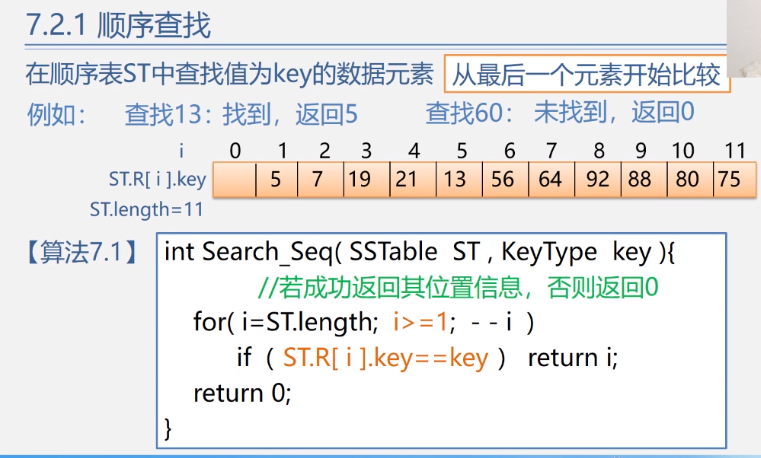 7.2.1 顺序查找
在顺序表ST中查找值为key的数据元素 从最后一个元素开始比较
例如： 查找13：找到，返回5 查找60： 未找到，返回0
i 0 1 2 3 4 5 6 7 8 9 10 11
ST.R[ i ].key 5 7 19 21 13 56 64 92 88 80 75
ST.length=11
【算法7.1】 int Search_Seq( SSTable ST , KeyType key ){
//若成功返回其位置信息，否则返回0
for( i=ST.length; i>=1; - - i )
if ( ST.R[ i ].key==key ) return i;
return 0;
}